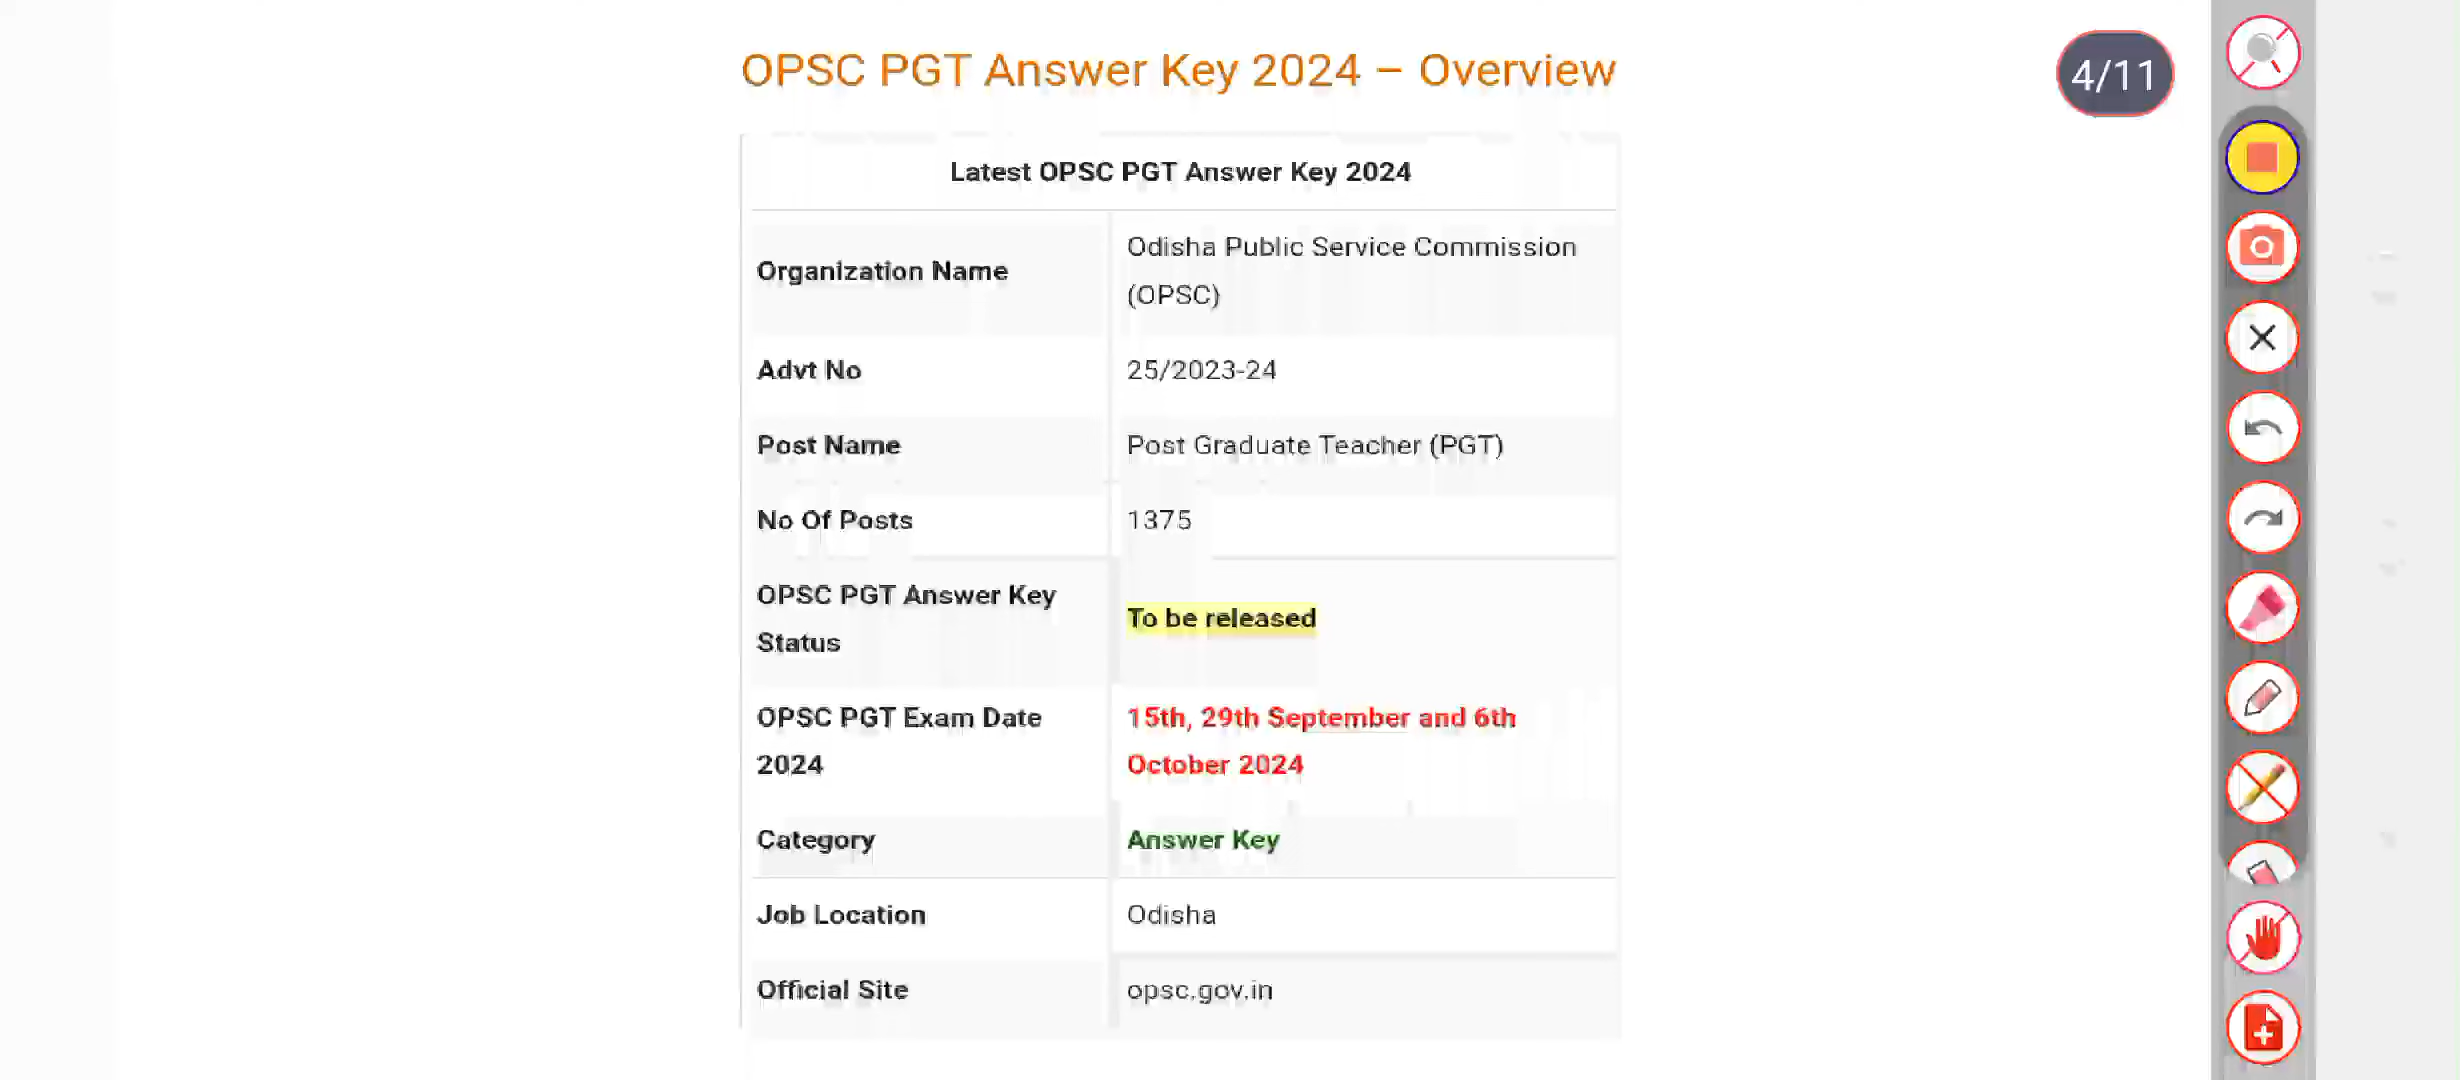 OPSC PGT Answer Key 2024 – Overview
4/11
Latest OPSC PGT Answer Key 2024
Organization Name
Odisha Public Service Commission
(OPSC)
Advt No
25/2023-24
Post Name
Post Graduate Teacher (PGT)
No Of Posts
1375
OPSC PGT Answer Key
Status
To be released
OPSC PGT Exam Date
2024
15th, 29th September and 6th
October 2024
Category
Answer Key
Job Location
Odisha
Official Site
opsc.gov.in